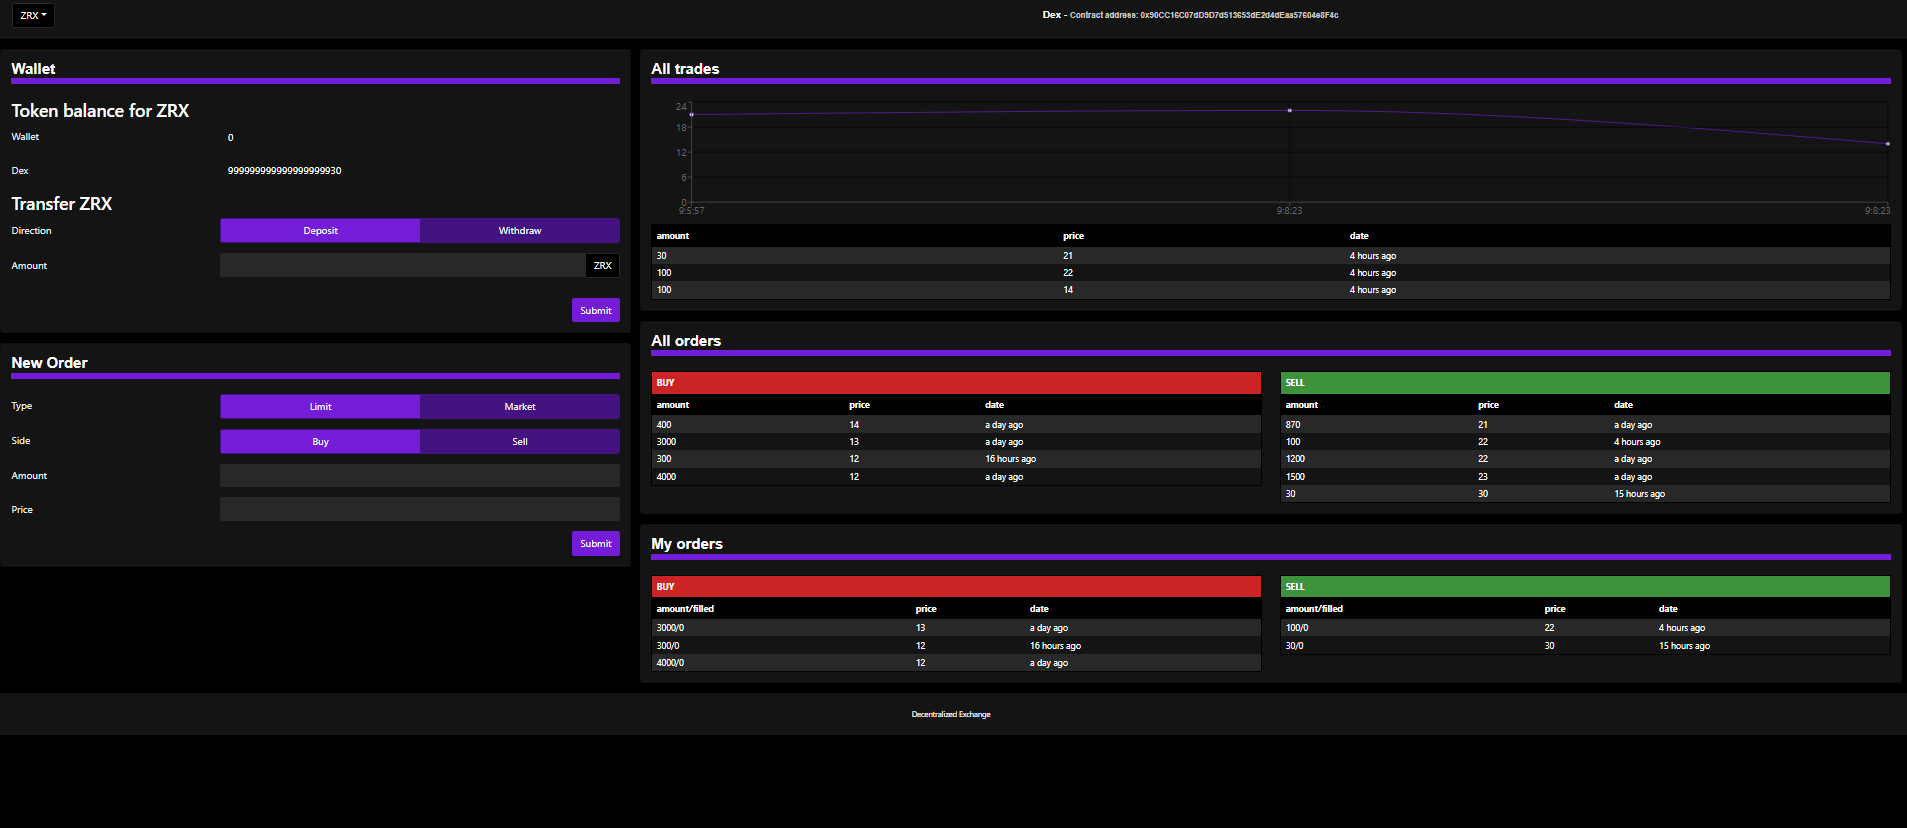 ZRX
Dex - Contract address: 0x90CC16C07dD9D7d513653dE2d4dEaa57604e8F4c
Wallet
Token balance for ZRX
Wallet 0
Dex 999999999999999999930
Transfer ZRX
Direction Deposit Withdraw
Amount ZRX
Submit
New Order
Type Limit Market
Side Buy Sell
Amount
Price
Submit
All trades
24
18
12
6
0
9:5:57 9:8:23 9:8:23
amount price date
30 21 4 hours ago
100 22 4 hours ago
100 14 4 hours ago
All orders
BUY
amount price date
400 14 a day ago
3000 13 a day ago
300 12 16 hours ago
4000 12 a day ago
SELL
amount price date
870 21 a day ago
100 22 4 hours ago
1200 22 a day ago
1500 23 a day ago
30 30 15 hours ago
My orders
BUY
amount/filled price date
3000/0 13 a day ago
300/0 12 16 hours ago
4000/0 12 a day ago
SELL
amount/filled price date
100/0 22 4 hours ago
30/0 30 15 hours ago
Decentralized Exchange